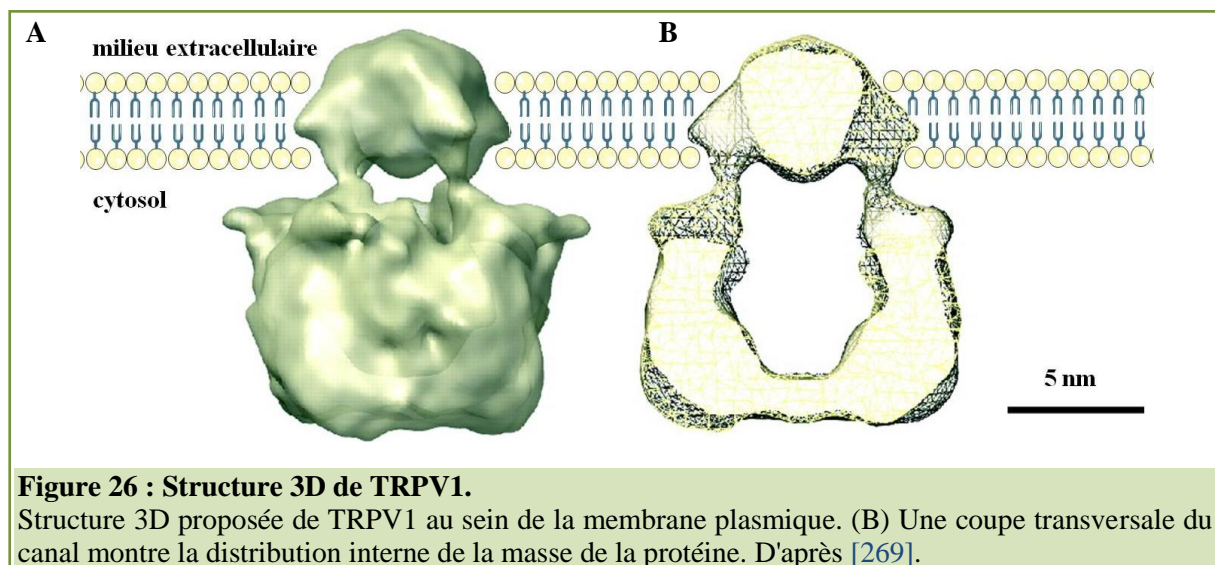 A
B
milieu extracellulaire
cytosol
5 nm
Figure 26 : Structure 3D de TRPV1.
Structure 3D proposée de TRPV1 au sein de la membrane plasmique. (B) Une coupe transversale du
canal montre la distribution interne de la masse de la protéine. D'après [269].